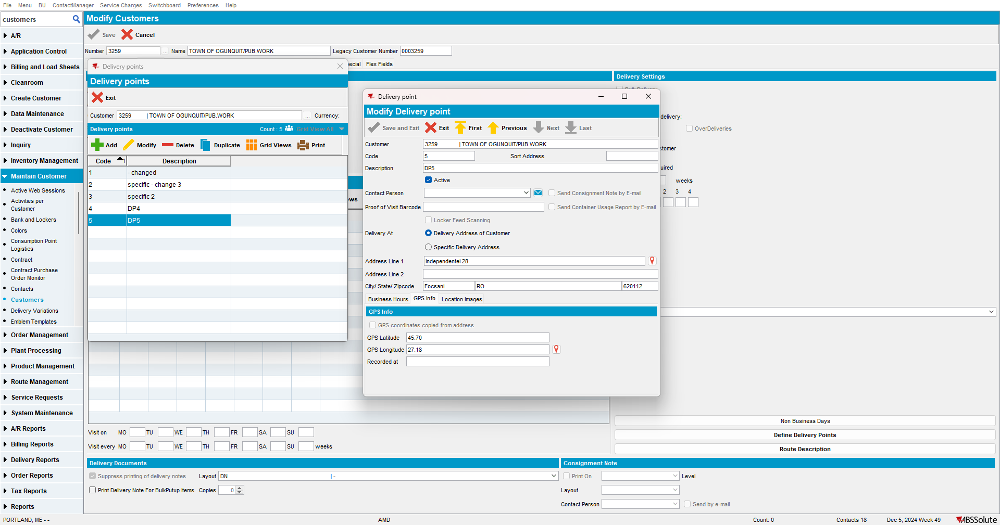 File Menu BU ContactManager Service Charges Switchboard Preferences Help
customers
Modify Customers
Save Cancel
Number 3259 ... Name TOWN OF OGUNQUIT/PUB.WORK Legacy Customer Number 0003259
Flex Fields
A/R
Application Control
Billing and Load Sheets
Cleanroom
Create Customer
Data Maintenance
Deactivate Customer
Inquiry
Inventory Management
Maintain Customer
Active Web Sessions
Activities per
Customer
Bank and Lockers
Colors
Consumption Point
Logistics
Contract
Contract Purchase
Order Monitor
Contacts
Customers
Delivery Variations
Emblem Templates
Order Management
Plant Processing
Product Management
Route Management
Service Requests
System Maintenance
A/R Reports
Billing Reports
Delivery Reports
Order Reports
Tax Reports
Reports
Delivery points
Delivery points
Exit
Customer 3259 | TOWN OF OGUNQUIT/PUB.WORK ... Currency:
Delivery points Count : 5 Grid View All
Add Modify Delete Duplicate Grid Views Print
Code 1 Description
1 - changed
2 specific - change 3
3 specific 2
4 DP4
5 DP5
Delivery point
Modify Delivery point
Save and Exit Exit First Previous Next Last
Customer 3259 | TOWN OF OGUNQUIT/PUB.WORK
Code 5 Sort Address
Description DP5
Active
Contact Person Send Consignment Note by E-mail
Proof of Visit Barcode Send Container Usage Report by E-mail
Locker Feed Scanning
Delivery At Delivery Address of Customer
Specific Delivery Address
Address Line 1 Independentei 28
Address Line 2
City/ State/ Zipcode Focsani RO 620112
Business Hours GPS Info Location Images
GPS Info
GPS coordinates copied from address
GPS Latitude 45.70
GPS Longitude 27.18
Recorded at
Delivery Settings
delivery:
OverDeliveries
weeks
2 3 4
Non Business Days
Define Delivery Points
Route Description
Visit on MO TU WE TH FR SA SU
Visit every MO TU WE TH FR SA SU weeks
Delivery Documents
Suppress printing of delivery notes Layout DN | -
Print Delivery Note For BulkPutup Items Copies 0
Consignment Note
Print On Level
Layout
Contact Person Send by e-mail
PORTLAND, ME - - AMD Count: 0 Contacts 18 Dec 5, 2024 Week 49 ABSSolute